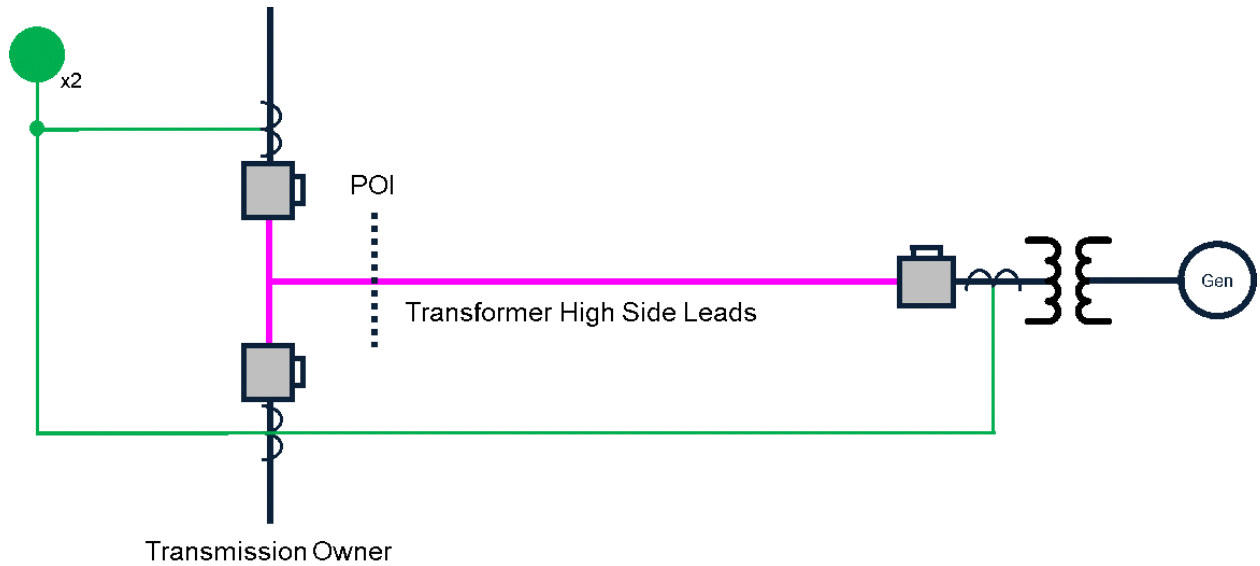 x2
POI
Gen
Transformer High Side Leads
Transmission Owner